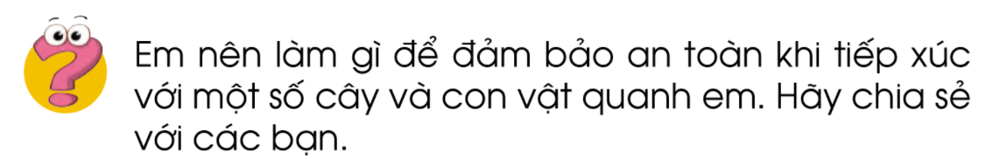 Em nên làm gì để đảm bảo an toàn khi tiếp xúc
với một số cây và con vật quanh em. Hãy chia sẻ
với các bạn.